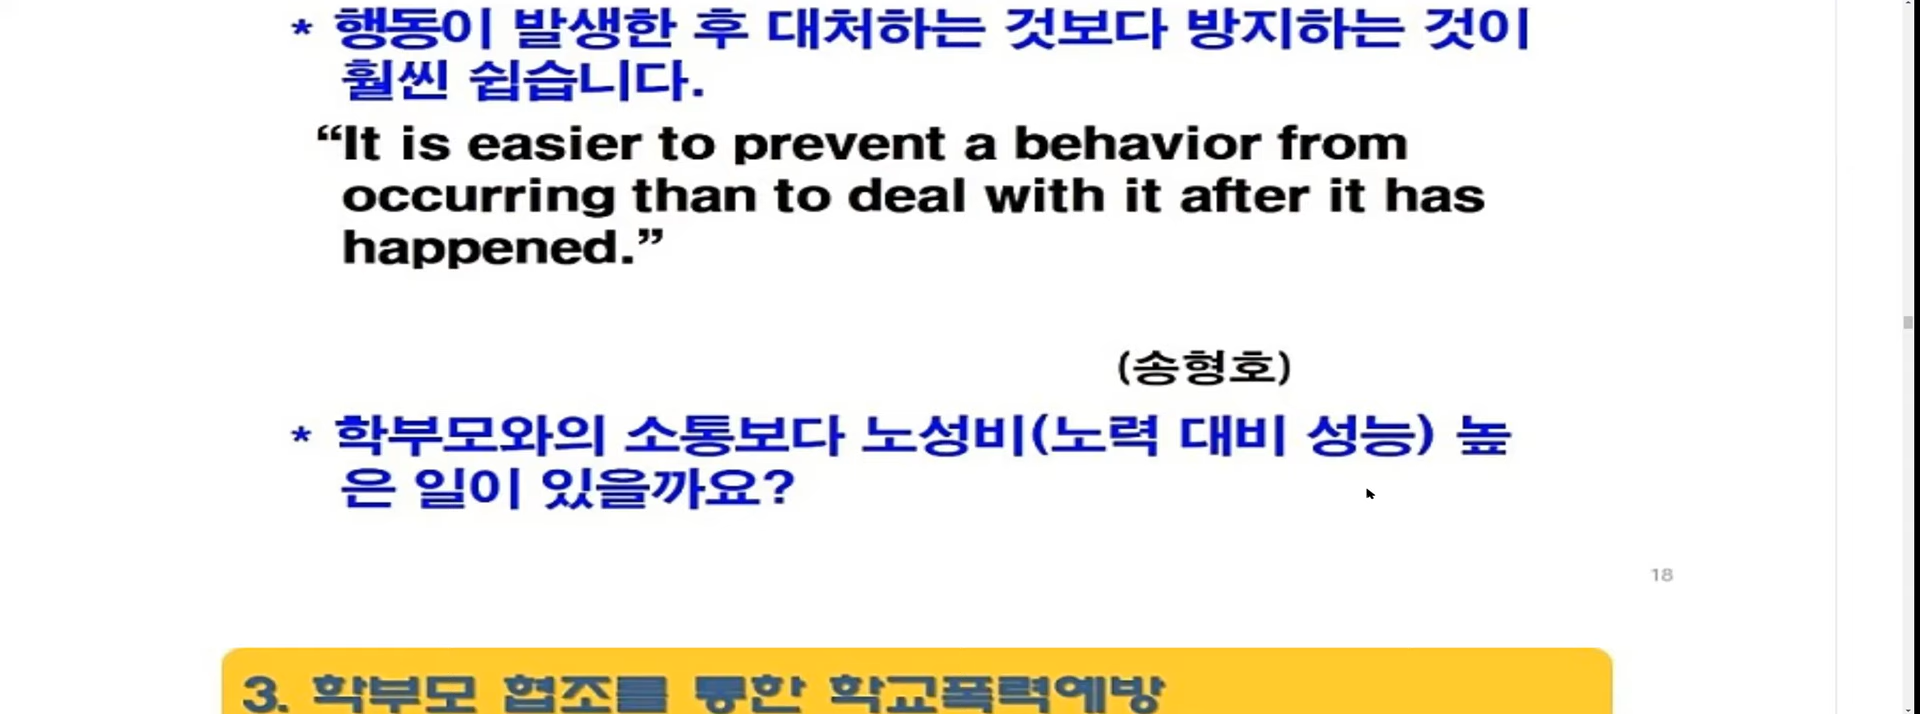 * 행동이 발생한 후 대처하는 것보다 방지하는 것이
훨씬 쉽습니다.
“It is easier to prevent a behavior from
occurring than to deal with it after it has
happened.”
(송형호)
* 학부모와의 소통보다 노성비(노력 대비 성능) 높
은 일이 있을까요?
18
3. 학부모 협조를 통한 학교폭력예방